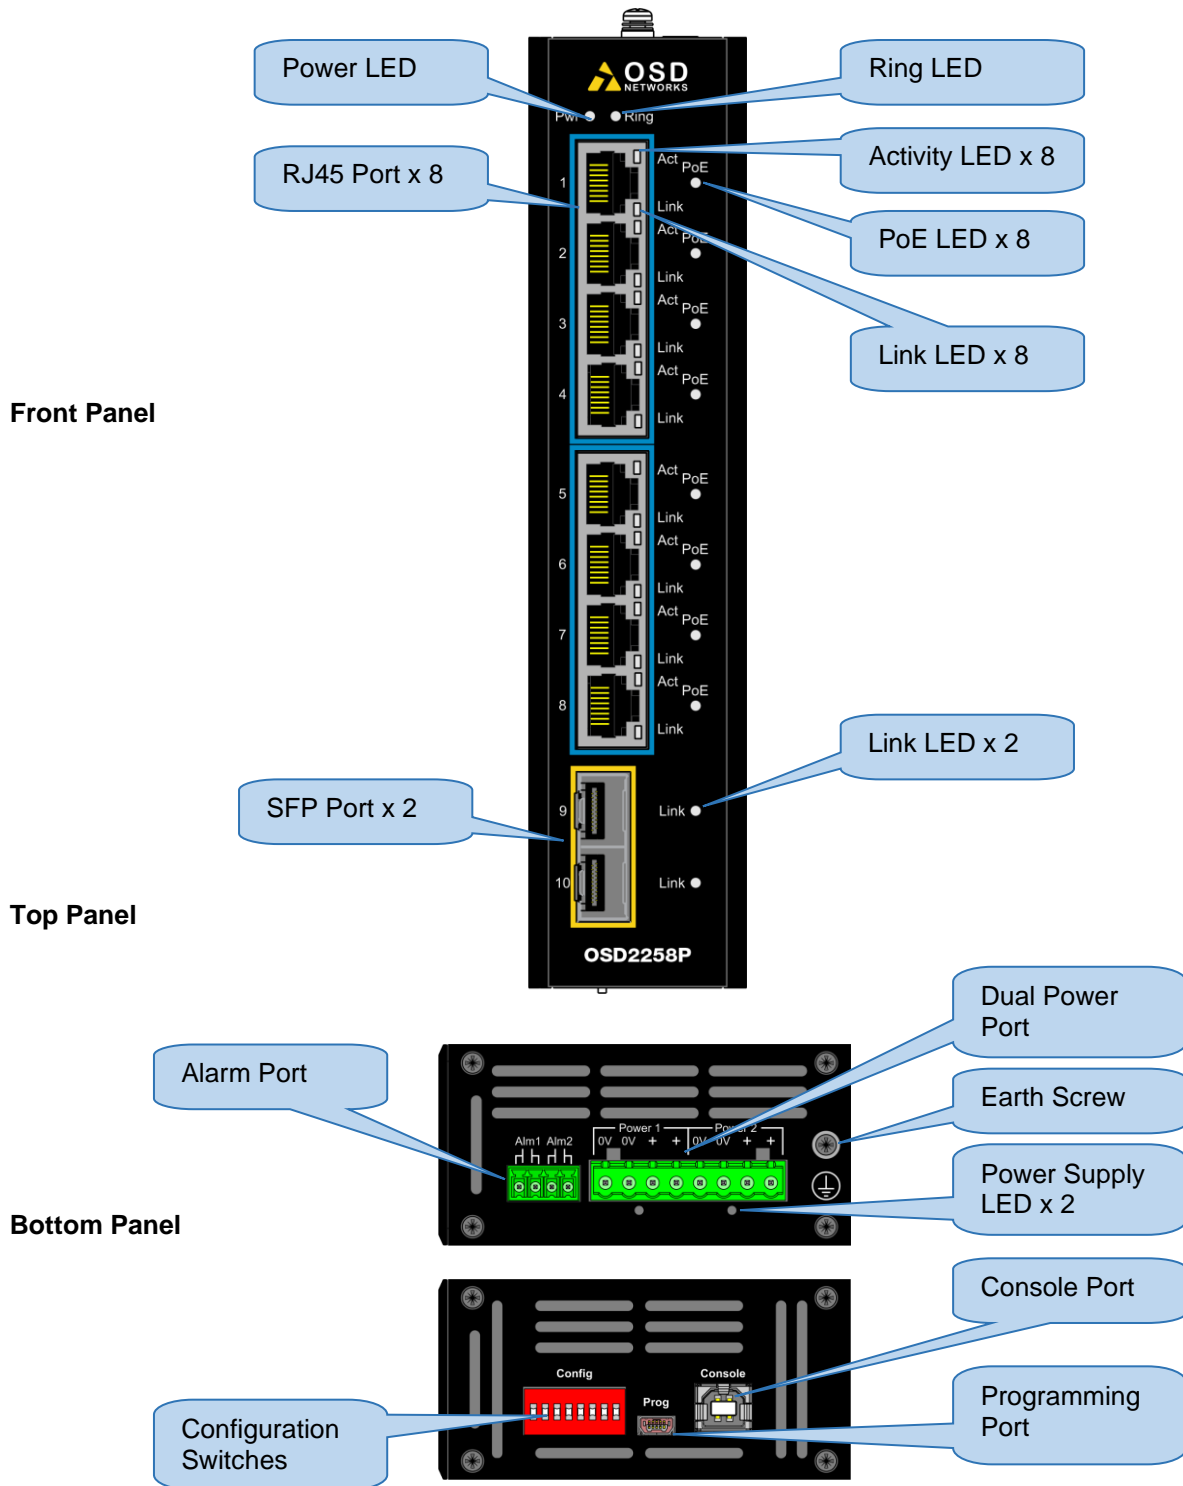 Power LED
Ring LED
OSD
NETWORKS
Pwr
Ring
RJ45 Port x 8
Activity LED x 8
PoE LED x 8
Link LED x 8
1
Act
PoE
Link
2
Act
PoE
Link
3
Act
PoE
Link
4
Act
PoE
Link
Front Panel
5
Act
PoE
Link
6
Act
PoE
Link
7
Act
PoE
Link
8
Act
PoE
Link
Link LED x 2
SFP Port x 2
9
Link
10
Link
Top Panel
OSD2258P
Dual Power
Port
Alarm Port
Earth Screw
Power 1
Power 2
Alm1 Alm2
0V 0V + + 0V 0V + +
Power Supply
LED x 2
Bottom Panel
Console Port
Config
Console
Prog
Programming
Port
Configuration
Switches